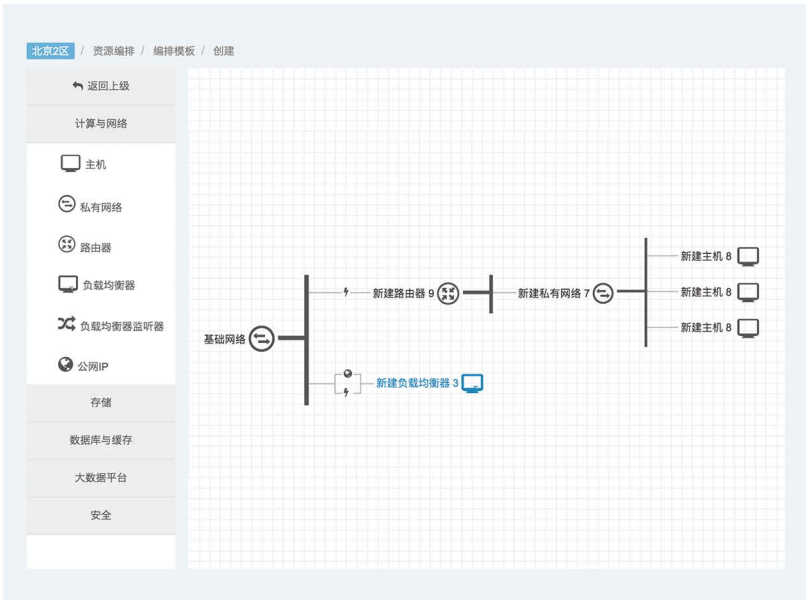 北京2区 / 资源编排 / 编排模板 / 创建
返回上级
计算与网络
主机
私有网络
路由器
负载均衡器
负载均衡器监听器
公网IP
存储
数据库与缓存
大数据平台
安全
基础网络
新建路由器 9
新建私有网络 7
新建主机 8
新建主机 8
新建主机 8
新建负载均衡器 3